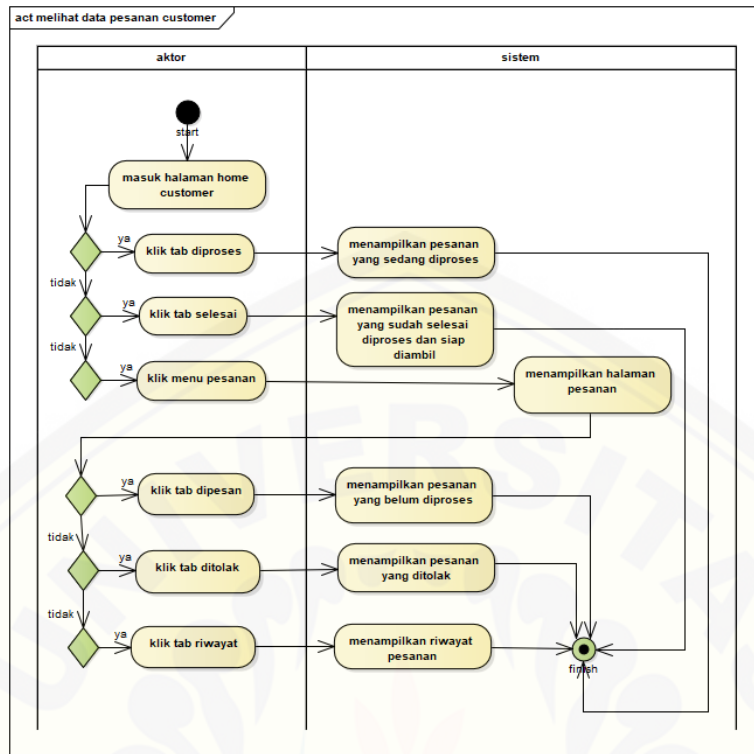 act melihat data pesanan customer
aktor
sistem
start
masuk halaman home
customer
ya
klik tab diproses
menampilkan pesanan
yang sedang diproses
tidak
ya
klik tab selesai
menampilkan pesanan
yang sudah selesai
diproses dan siap
diambil
tidak
ya
klik menu pesanan
menampilkan halaman
pesanan
ya
klik tab dipesan
menampilkan pesanan
yang belum diproses
tidak
ya
klik tab ditolak
menampilkan pesanan
yang ditolak
tidak
ya
klik tab riwayat
menampilkan riwayat
pesanan
finish
UNIVERSITAS